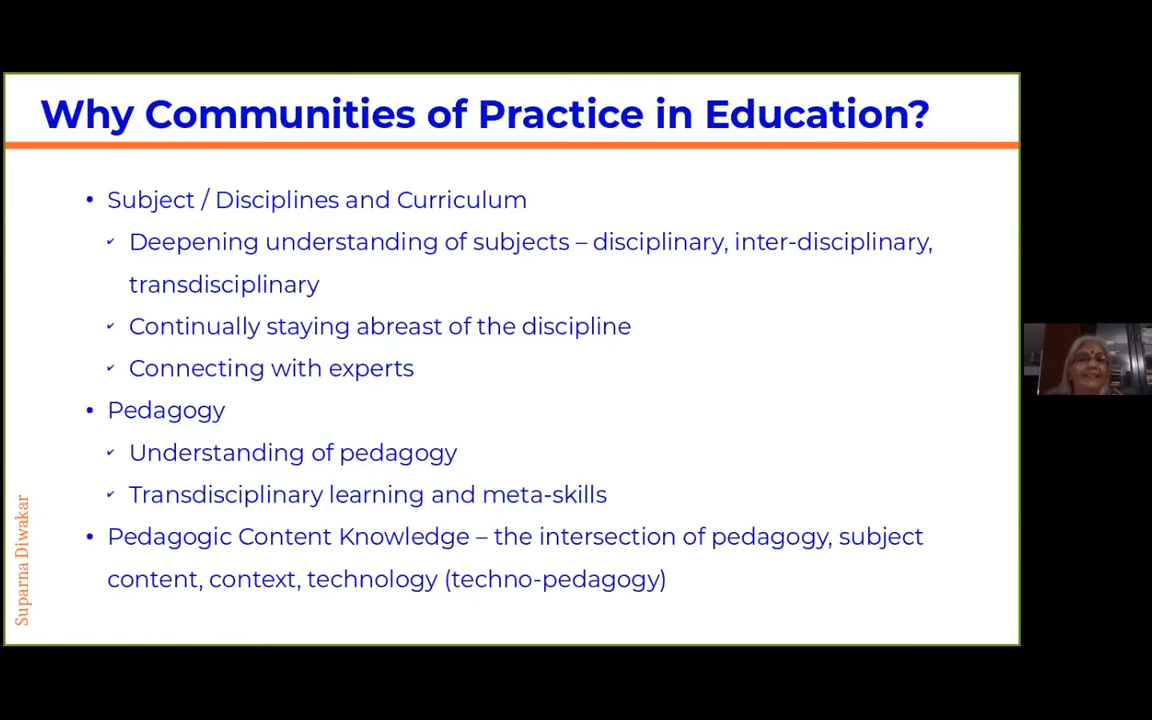 Why Communities of Practice in Education?
• Subject / Disciplines and Curriculum
✓ Deepening understanding of subjects – disciplinary, inter-disciplinary,
transdisciplinary
✓ Continually staying abreast of the discipline
✓ Connecting with experts
• Pedagogy
✓ Understanding of pedagogy
✓ Transdisciplinary learning and meta-skills
• Pedagogic Content Knowledge – the intersection of pedagogy, subject
content, context, technology (techno-pedagogy)
Suparna Diwakar